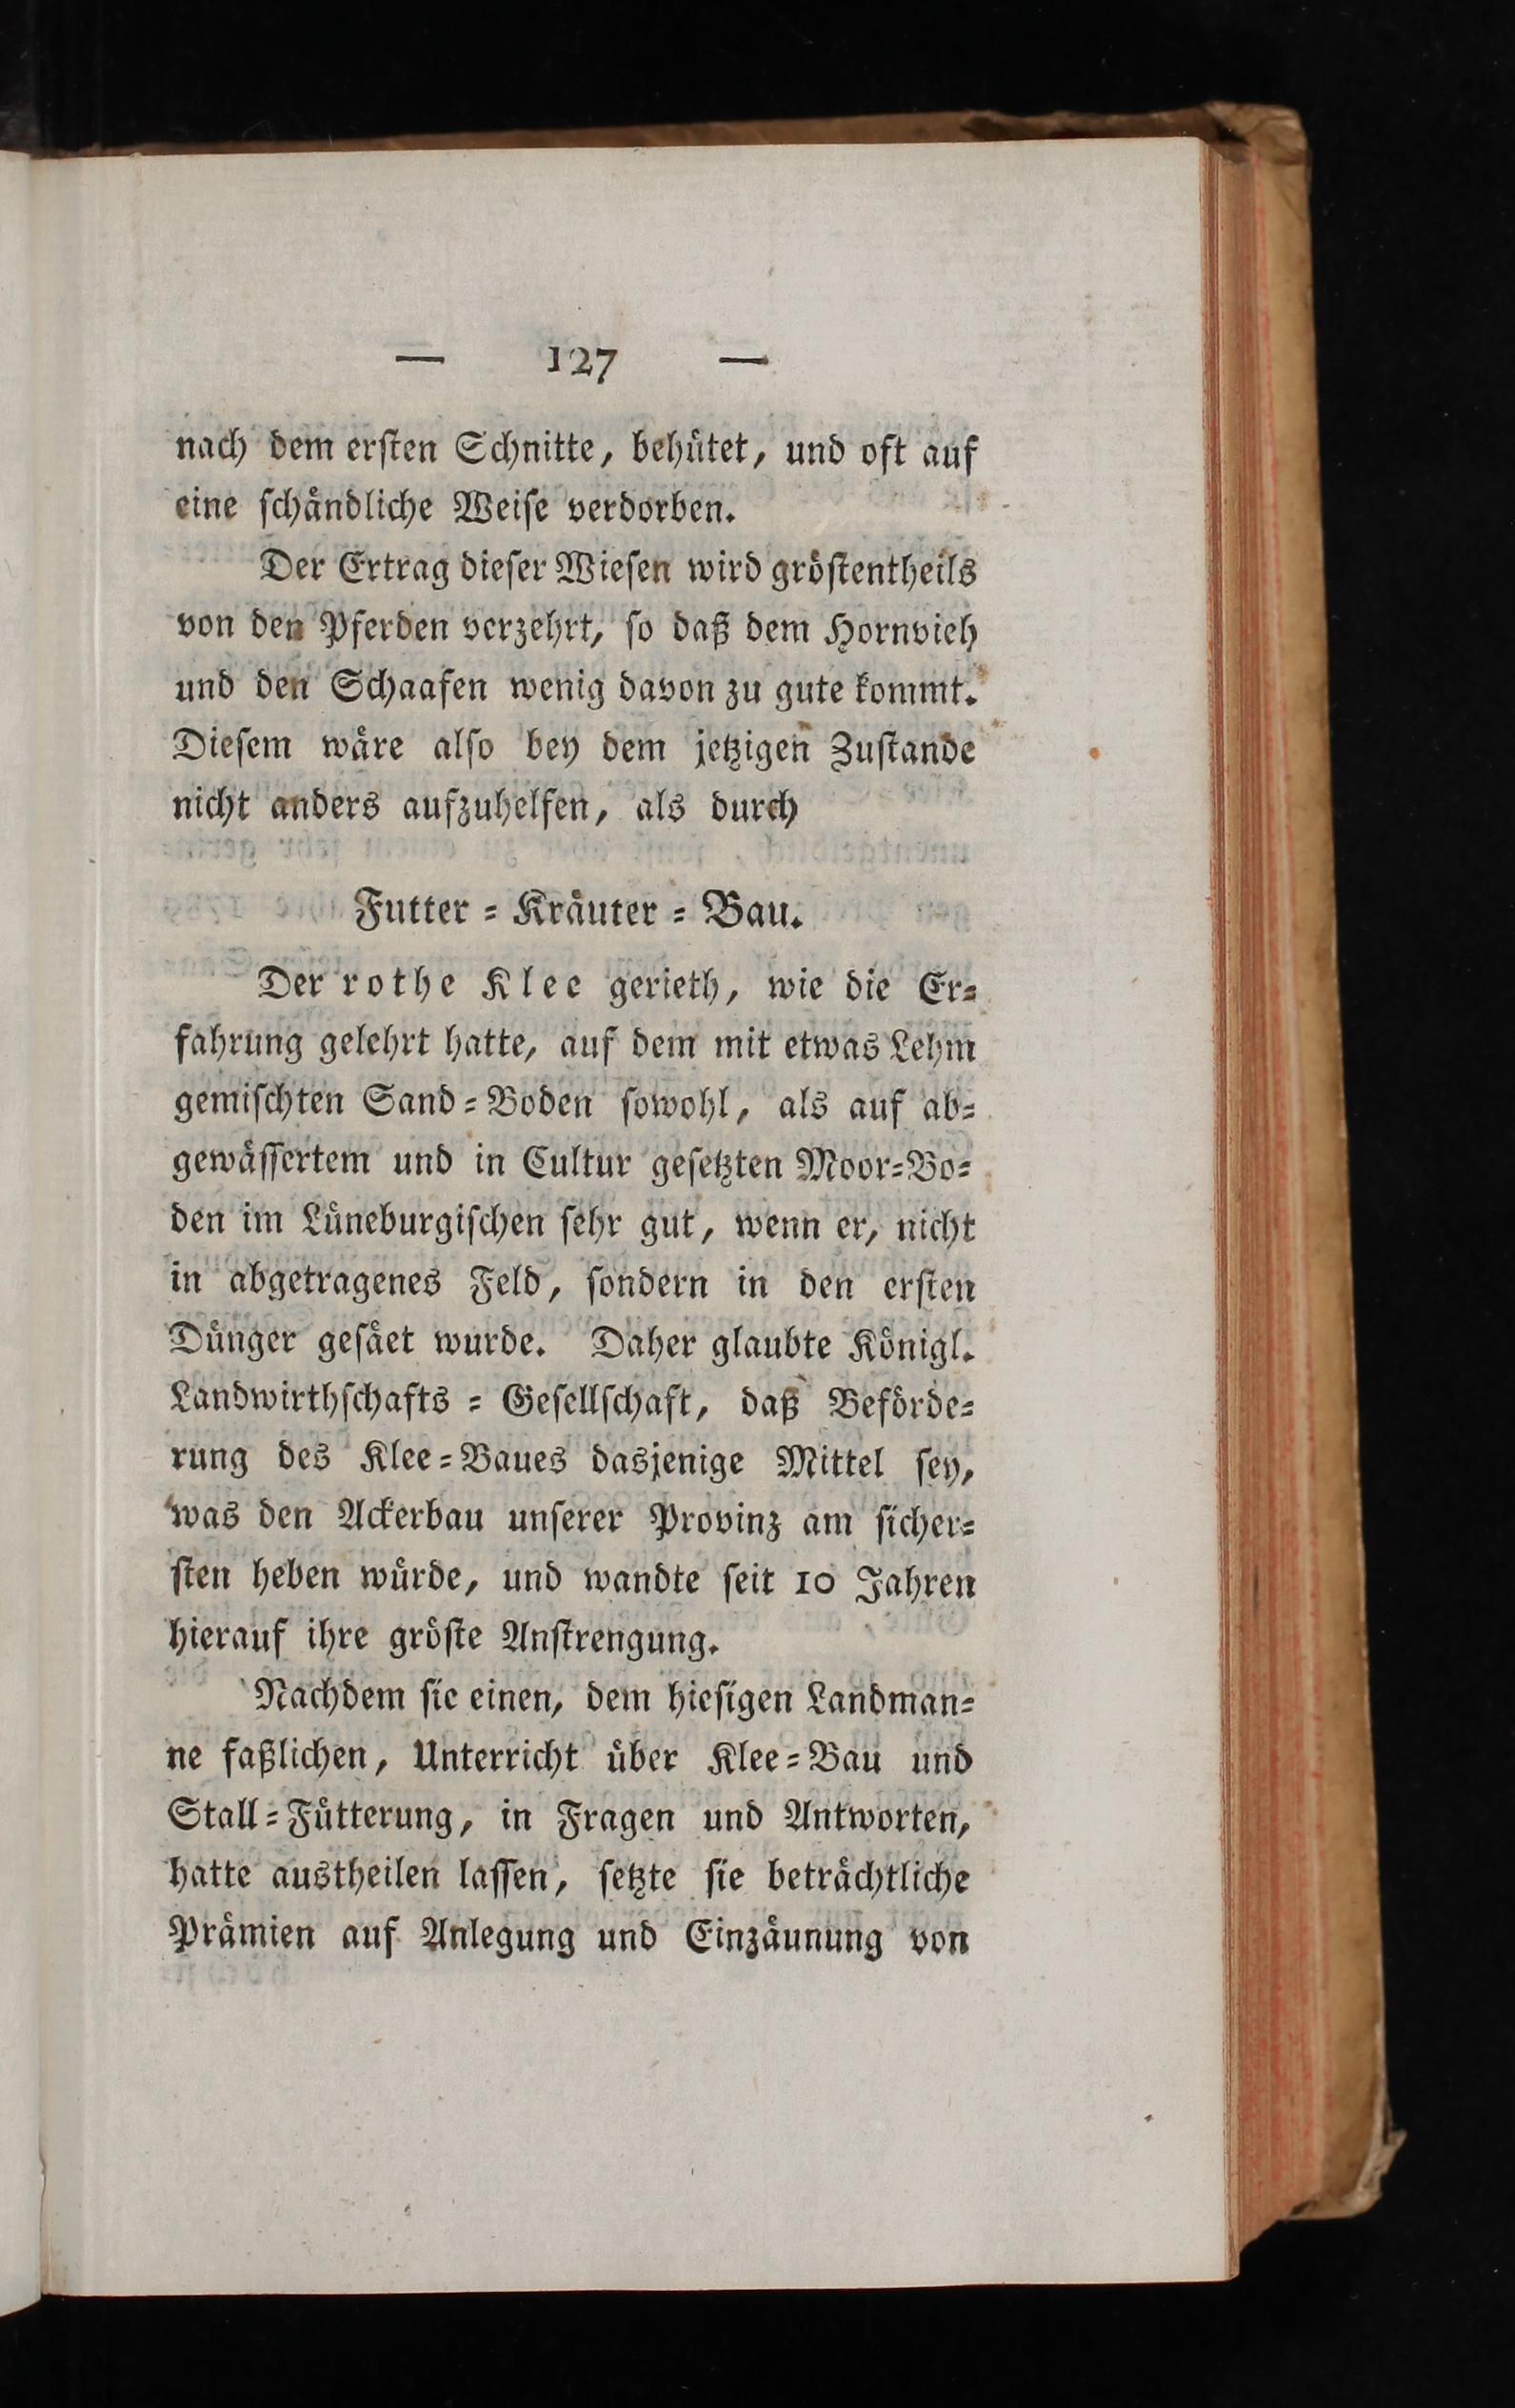 — 127 —
nach dem ersten Schnitte, behütet, und oft auf
eine schändliche Weise verdorben.
Der Ertrag dieser Wiesen wird gröstentheils
von den Pferden verzehrt, so daß dem Hornvieh
und den Schaafen wenig davon zu gute kommt.
Diesem wäre also bey dem jetzigen Zustande
nicht anders aufzuhelfen, als durch
Futter-Kräuter-Bau.
Der rothe Klee gerieth, wie die Er-
fahrung gelehrt hatte, auf dem mit etwas Lehm
gemischten Sand-Boden sowohl, als auf ab-
gewässertem und in Cultur gesetzten Moor-Bo-
den im Lüneburgischen sehr gut, wenn er, nicht
in abgetragenes Feld, sondern in den ersten
Dünger gesäet wurde. Daher glaubte Königl.
Landwirthschafts-Gesellschaft, daß Beförde-
rung des Klee-Baues dasjenige Mittel sey,
was den Ackerbau unserer Provinz am sicher-
sten heben würde, und wandte seit 10 Jahren
hierauf ihre gröste Anstrengung.
Nachdem sie einen, dem hiesigen Landman-
ne faßlichen, Unterricht über Klee-Bau und
Stall-Fütterung, in Fragen und Antworten,
hatte austheilen lassen, setzte sie beträchtliche
Prämien auf Anlegung und Einzäunung von